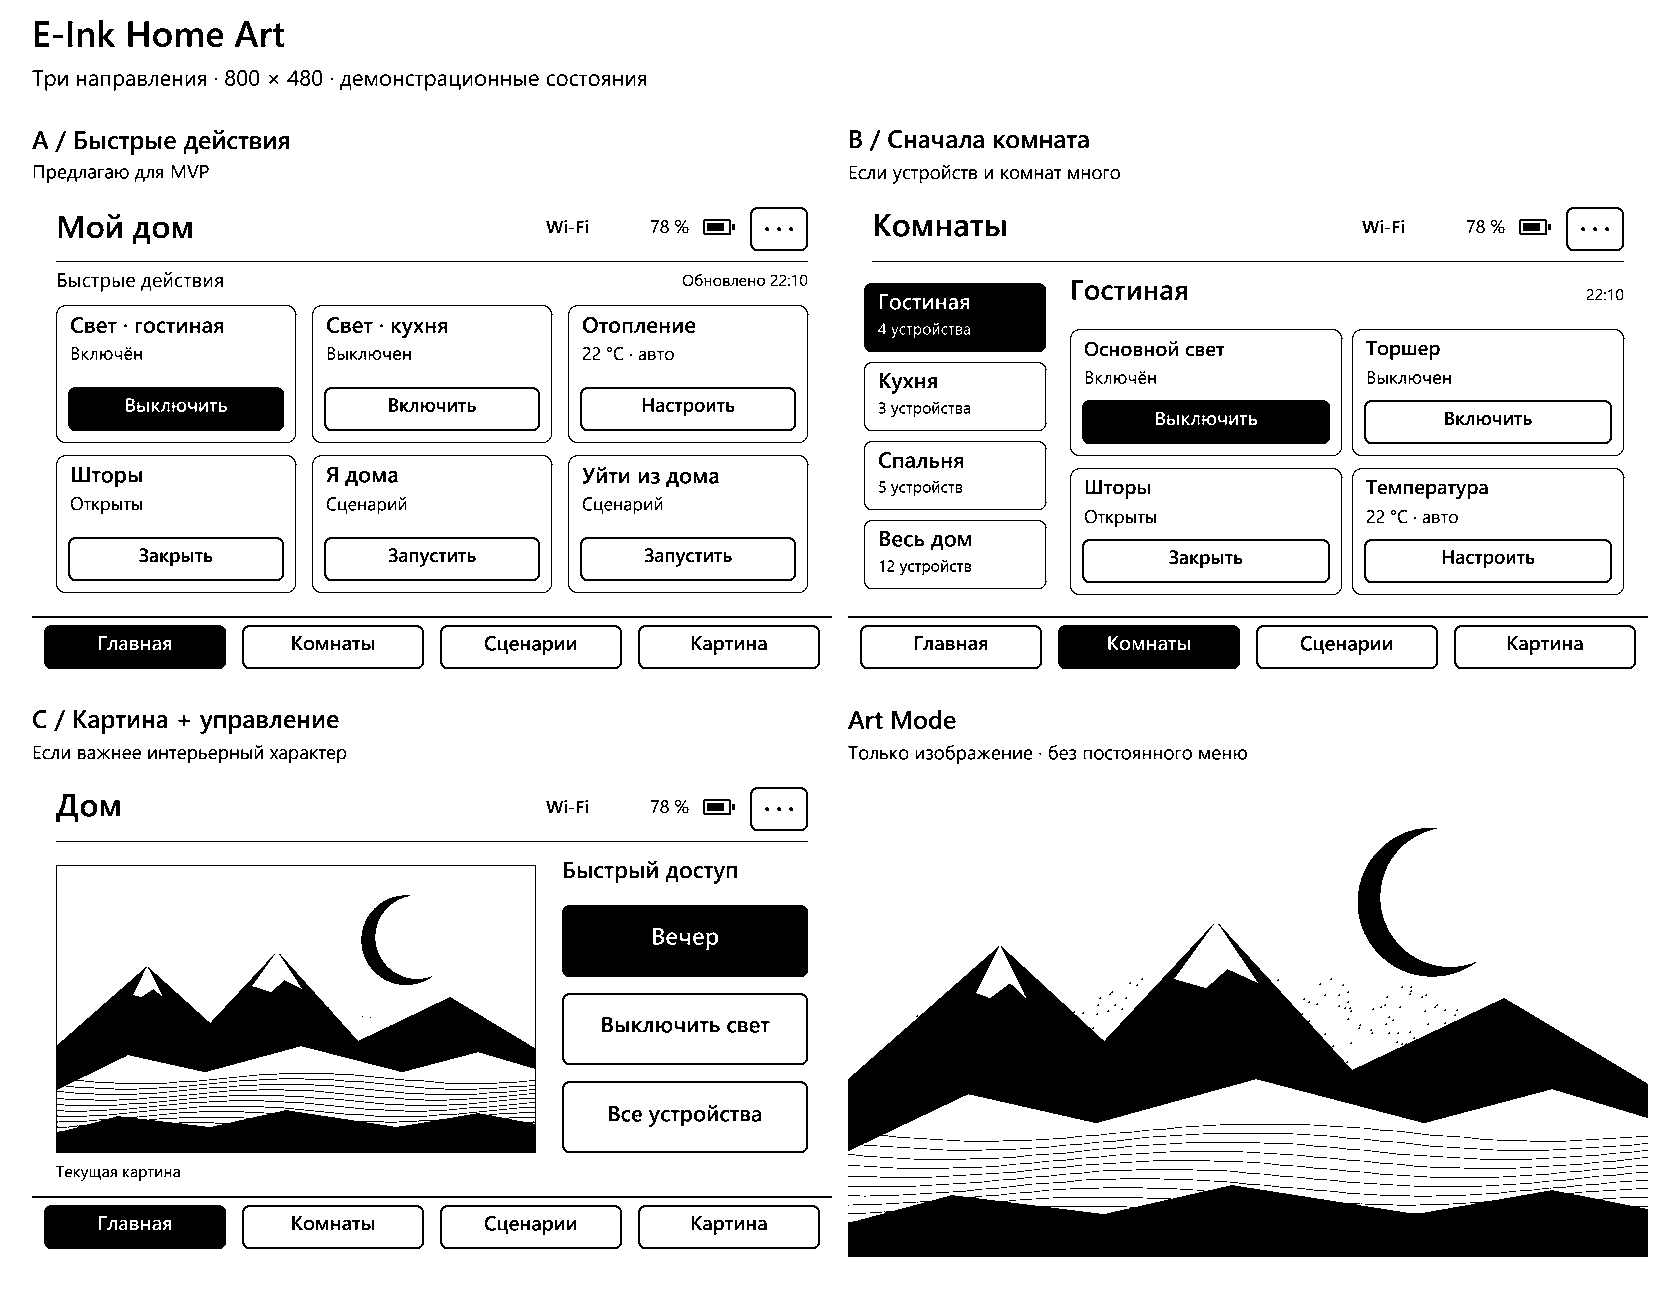 E-Ink Home Art
Три направления · 800 × 480 · демонстрационные состояния
A / Быстрые действия
Предлагаю для MVP
Мой дом
Wi-Fi
78 %
...
Быстрые действия
Обновлено 22:10
Свет · гостиная
Включён
Выключить
Свет · кухня
Выключен
Включить
Отопление
22 °C · авто
Настроить
Шторы
Открыты
Закрыть
Я дома
Сценарий
Запустить
Уйти из дома
Сценарий
Запустить
Главная
Комнаты
Сценарии
Картина
B / Сначала комната
Если устройств и комнат много
Комнаты
Wi-Fi
78 %
...
Гостиная
4 устройства
Кухня
3 устройства
Спальня
5 устройств
Весь дом
12 устройств
Гостиная
22:10
Основной свет
Включён
Выключить
Торшер
Выключен
Включить
Шторы
Открыты
Закрыть
Температура
22 °C · авто
Настроить
Главная
Комнаты
Сценарии
Картина
C / Картина + управление
Если важнее интерьерный характер
Дом
Wi-Fi
78 %
...
Быстрый доступ
Вечер
Выключить свет
Все устройства
Текущая картина
Главная
Комнаты
Сценарии
Картина
Art Mode
Только изображение · без постоянного меню